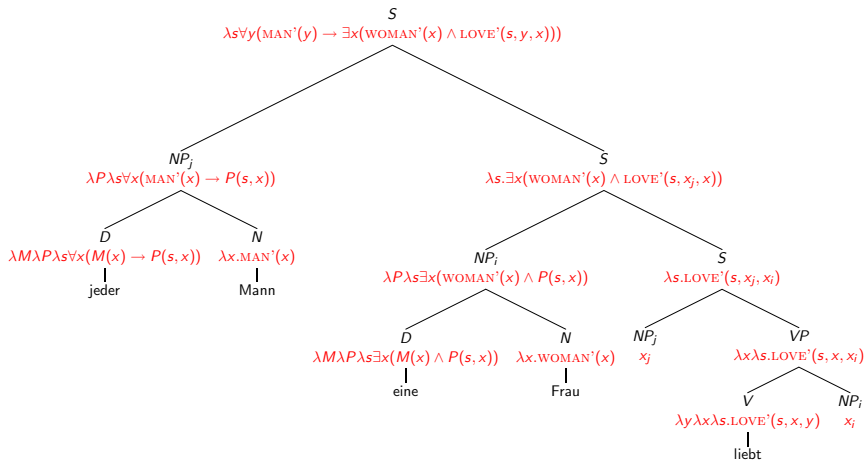 S
λs∀y(MAN’(y) → ∃x(WOMAN’(x) ∧ LOVE’(s, y, x)))
NP_j S
λPλs∀x(MAN’(x) → P(s, x)) λs.∃x(WOMAN’(x) ∧ LOVE’(s, x_j, x))
D N NP_i S
λMλPλs∀x(M(x) → P(s, x)) λx.MAN’(x) λPλs∃x(WOMAN’(x) ∧ P(s, x)) λs.LOVE’(s, x_j, x_i)
jeder Mann
D N NP_j VP
λMλPλs∃x(M(x) ∧ P(s, x)) λx.WOMAN’(x) x_j λxλs.LOVE’(s, x, x_i)
eine Frau
V NP_i
λyλxλs.LOVE’(s, x, y) x_i
liebt